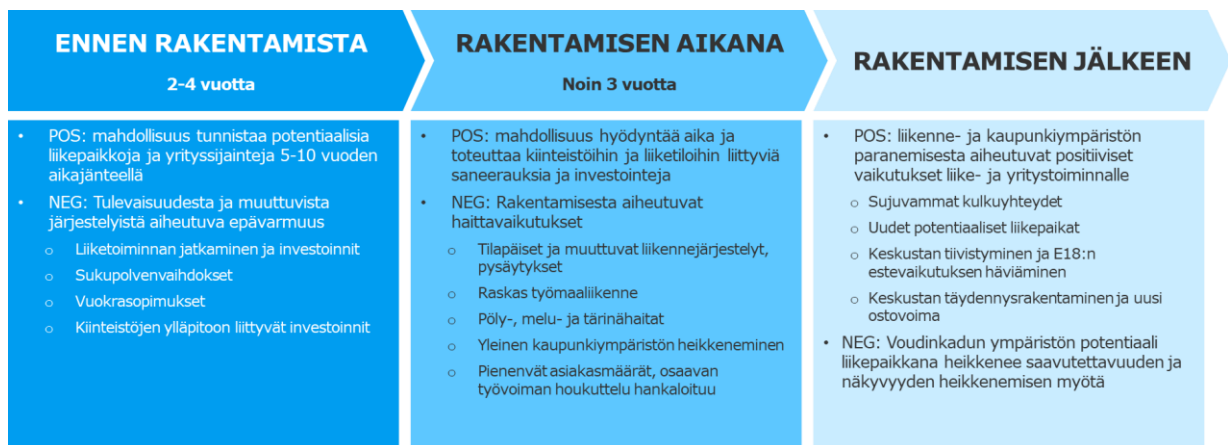 ENNEN RAKENTAMISTA
2-4 vuotta
• POS: mahdollisuus tunnistaa potentiaalisia
liikepaikkoja ja yrityssijainteja 5-10 vuoden
aikajänteellä
• NEG: Tulevaisuudesta ja muuttuvista
järjestelyistä aiheutuva epävarmuus
o Liiketoiminnan jatkaminen ja investoinnit
o Sukupolvenvaihdokset
o Vuokrasopimukset
o Kiinteistöjen ylläpitoon liittyvät investoinnit
RAKENTAMISEN AIKANA
Noin 3 vuotta
• POS: mahdollisuus hyödyntää aika ja
toteuttaa kiinteistöihin ja liiketiloihin liittyviä
saneerauksia ja investointeja
• NEG: Rakentamisesta aiheutuvat
haittavaikutukset
o Tilapäiset ja muuttuvat liikennejärjestelyt,
pysäytykset
o Raskas työmaaliikenne
o Pöly-, melu- ja tärinähaitat
o Yleinen kaupunkiympäristön heikkeneminen
o Pienenvät asiakasmäärät, osaavan
työvoiman houkuttelu hankaloituu
RAKENTAMISEN JÄLKEEN
• POS: liikenne- ja kaupunkiympäristön
paranemisesta aiheutuvat positiiviset
vaikutukset liike- ja yritystoiminnalle
o Sujuvammat kulkuyhteydet
o Uudet potentiaaliset liikepaikat
o Keskustan tiivistyminen ja E18:n
estevaikutuksen häviäminen
o Keskustan täydennysrakentaminen ja uusi
ostovoima
• NEG: Voudinkadun ympäristön potentiaali
liikepaikkana heikkenee saavutettavuuden ja
näkyvyyden heikkenemisen myötä